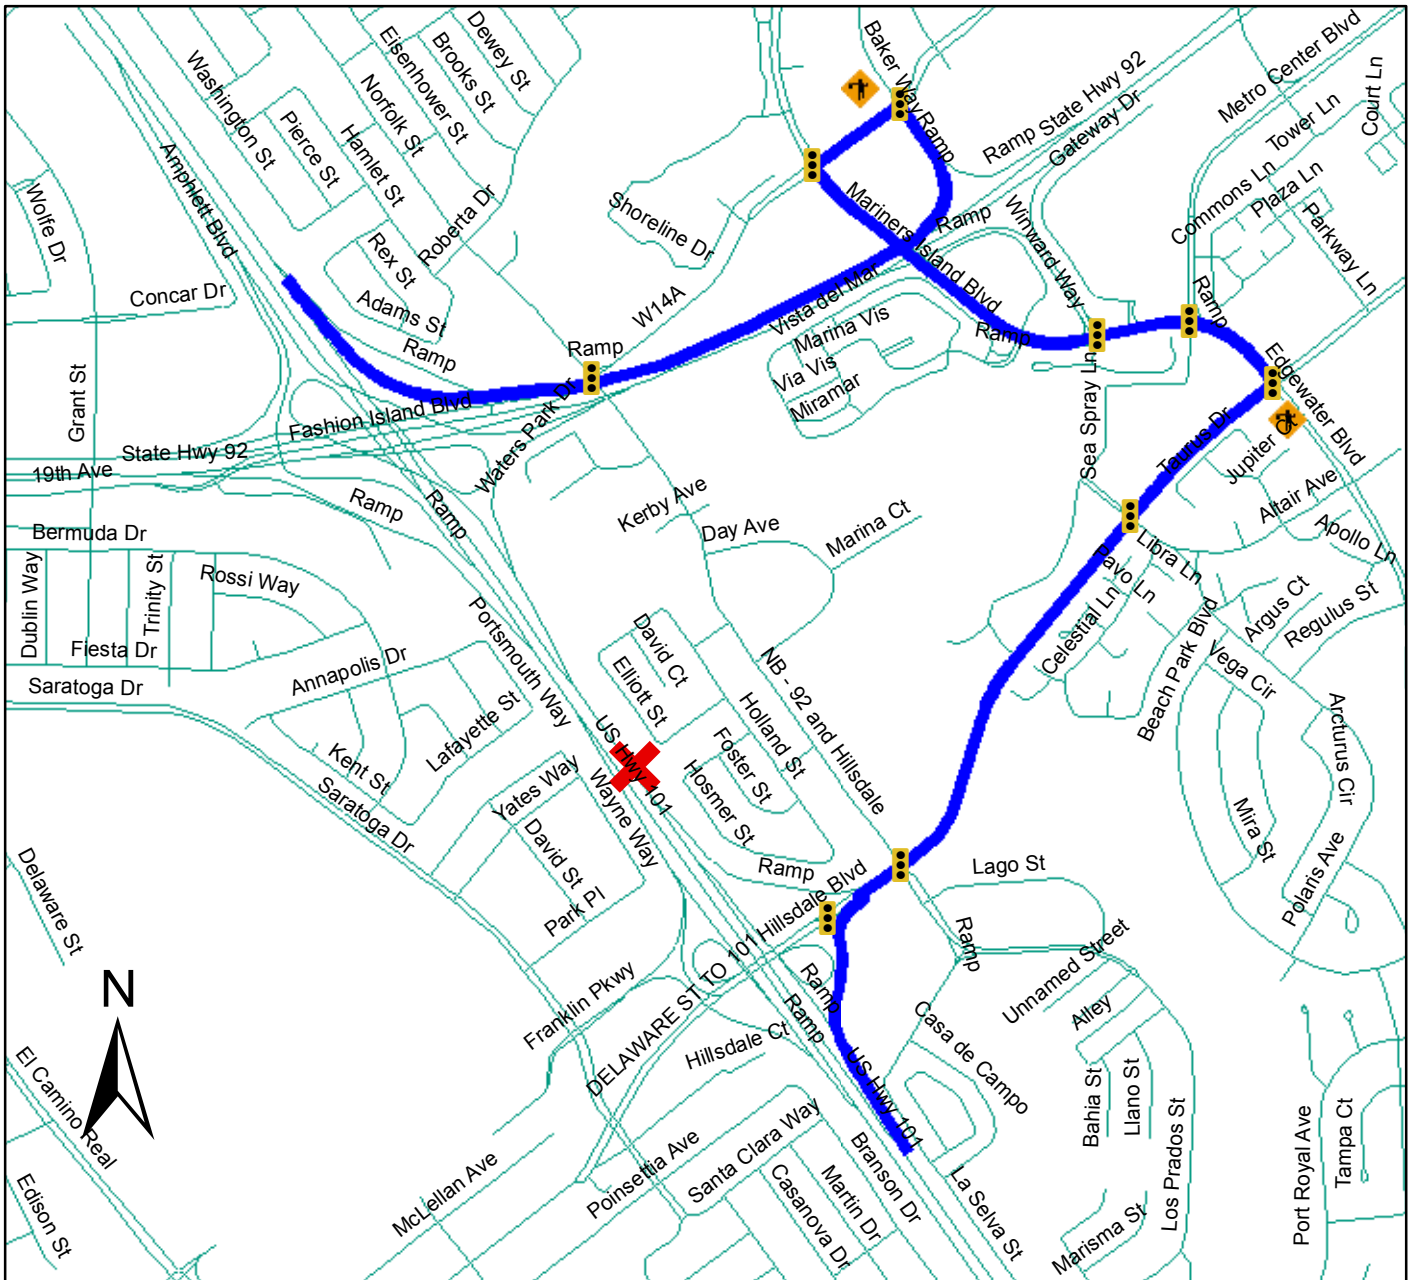 Dewey St
Brooks St
Eisenhower St
Norfolk St
Washington St
Pierce St
Hamlet St
Roberta Dr
Rex St
Adams St
Ramp
Amphlett Blvd
Wolfe Dr
Concar Dr
Grant St
Baker Way
Ramp
Ramp State Hwy 92
Gateway Dr
Metro Center Blvd
Court Ln
Tower Ln
Commons Ln
Plaza Ln
Parkway Ln
Shoreline Dr
Mariners Island Blvd
Ramp
Winward Way
W14A
Vista del Mar
Marina Vis
Via Vis
Miramar
Ramp
Ramp
Edgewater Blvd
Ramp
Fashion Island Blvd
State Hwy 92
19th Ave
Waters Park Dr
Ramp
Ramp
Sea Spray Ln
Taurus Dr
Jupiter Ct
Altair Ave
Apollo Ln
Kerby Ave
Day Ave
Marina Ct
Bermuda Dr
Dublin Way
Trinity St
Rossi Way
Fiesta Dr
Saratoga Dr
Annapolis Dr
Portsmouth Way
Lafayette St
Kent St
Saratoga Dr
Libra Ln
Pavo Ln
Celestial Ln
Beach Park Blvd
Argus Ct
Regulus St
Vega Cir
Arcturus Cir
Mira St
Polaris Ave
David Ct
Elliott St
Holland St
NB - 92 and Hillsdale
Foster St
Hosmer St
US Hwy 101
Wayne Way
Yates Way
David St
Park Pl
Ramp
Hillsdale Blvd
Lago St
Ramp
Unnamed Street
Alley
Delaware St
Franklin Pkwy
DELAWARE ST TO 101
Ramp
Ramp
Hillsdale Ct
US Hwy 101
Casa de Campo
Bahia St
Llano St
Los Prados St
Port Royal Ave
Tampa Ct
N
El Camino Real
Edison St
McLellan Ave
Poinsettia Ave
Santa Clara Way
Casanova Dr
Martin Dr
Branson Dr
La Selva St
Marisma St